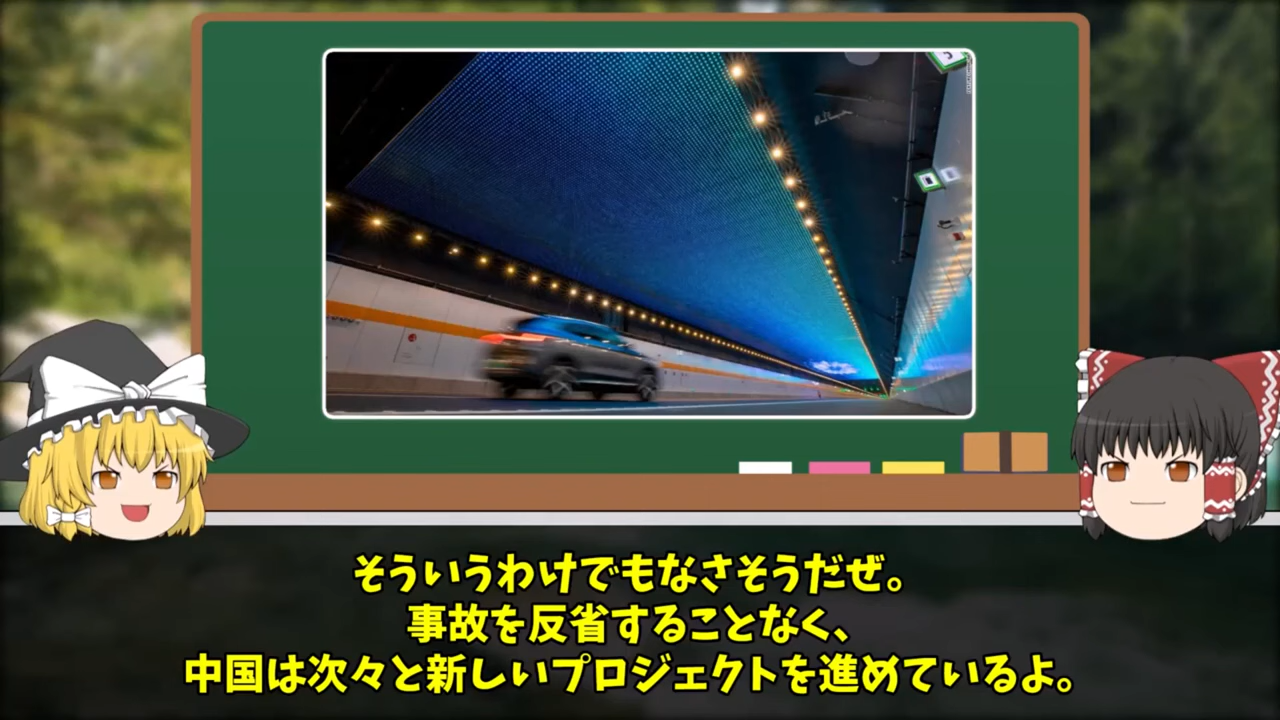 そういうわけでもなさそうだぜ。
事故を反省することなく、
中国は次々と新しいプロジェクトを進めているよ。